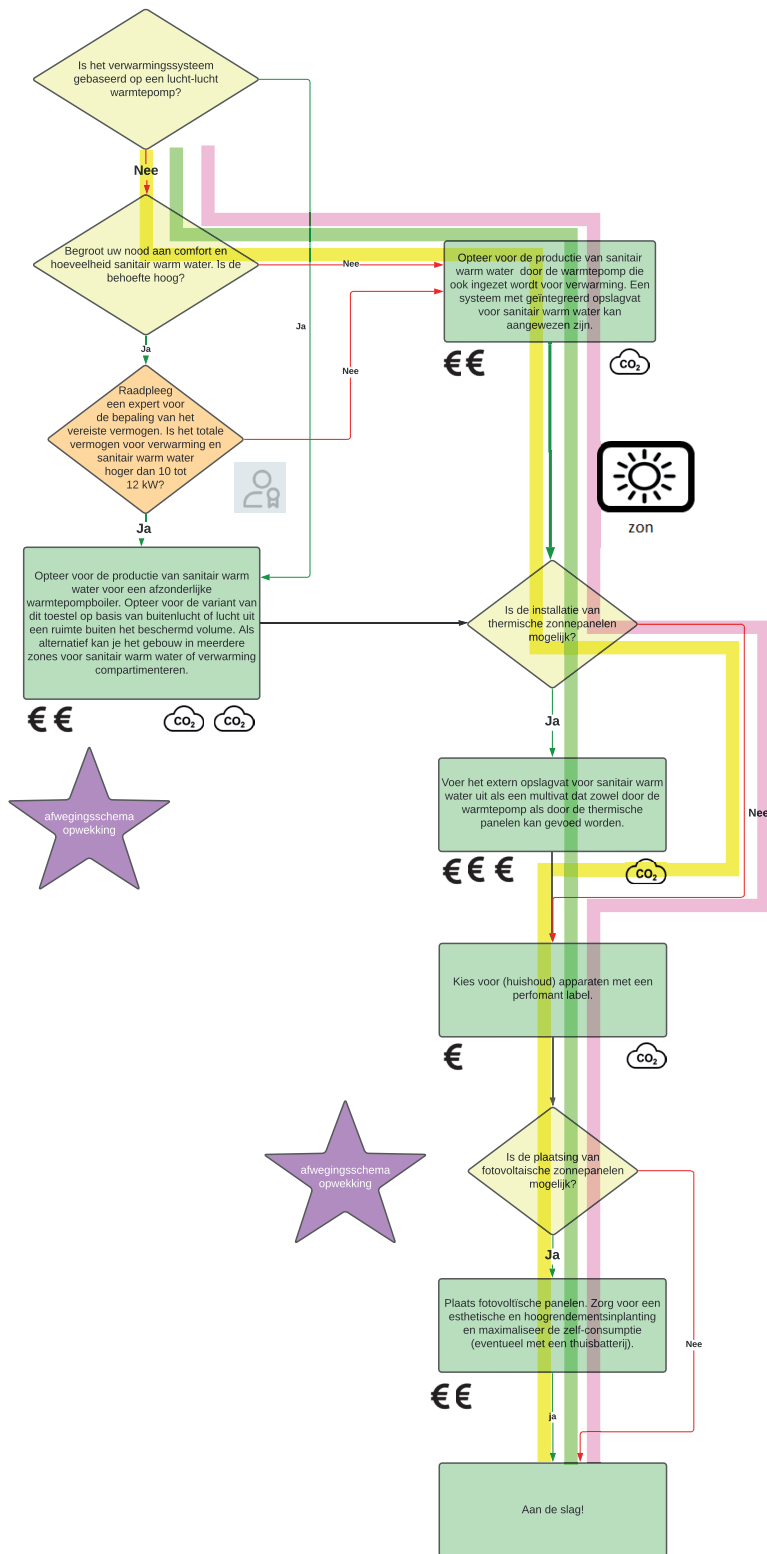 Is het verwarmingssysteem
gebaseerd op een lucht-lucht
warmtepomp?
Nee
Begroot uw nood aan comfort en
hoeveelheid sanitair warm water. Is de
behoefte hoog?
Nee
Opteer voor de productie van sanitair
warm water door de warmtepomp die
ook ingezet wordt voor verwarming. Een
systeem met geïntegreerd opslagvat
voor sanitair warm water kan
aangewezen zijn.
Ja
Ja
Nee
€€
CO2
Raadpleeg
een expert voor
de bepaling van het
vereiste vermogen. Is het totale
vermogen voor verwarming en
sanitair warm water
hoger dan 10 tot
12 kW?
zon
Ja
Opteer voor de productie van sanitair warm
water voor een afzonderlijke
warmtepompboiler. Opteer voor de variant van
dit toestel op basis van buitenlucht of lucht uit
een ruimte buiten het beschermd volume. Als
alternatief kan je het gebouw in meerdere
zones voor sanitair warm water of verwarming
compartimenteren.
Is de installatie van
thermische zonnepanelen
mogelijk?
€ €
CO2 CO2
Ja
Voer het extern opslagvat voor sanitair warm
water uit als een multivat dat zowel door de
warmtepomp als door de thermische
panelen kan gevoed worden.
Nee
afwegingsschema
opwekking
€ € €
CO2
Kies voor (huishoud) apparaten met een
perfomant label.
€
CO2
Is de plaatsing van
fotovoltaische zonnepanelen
mogelijk?
afwegingsschema
opwekking
Ja
Plaats fotovoltïsche panelen. Zorg voor een
esthetische en hoogrendementsinplanting
en maximaliseer de zelf-consumptie
(eventueel met een thuisbatterij).
Nee
€€
ja
Aan de slag!